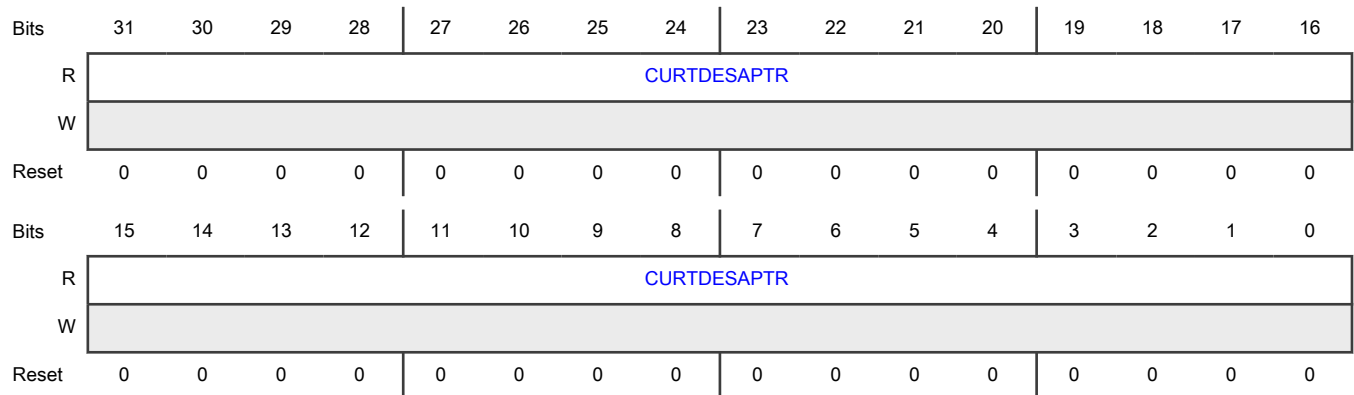 Bits 31 30 29 28 27 26 25 24 23 22 21 20 19 18 17 16
R CURTDESAPTR
W
Reset 0 0 0 0 0 0 0 0 0 0 0 0 0 0 0 0
Bits 15 14 13 12 11 10 9 8 7 6 5 4 3 2 1 0
R CURTDESAPTR
W
Reset 0 0 0 0 0 0 0 0 0 0 0 0 0 0 0 0